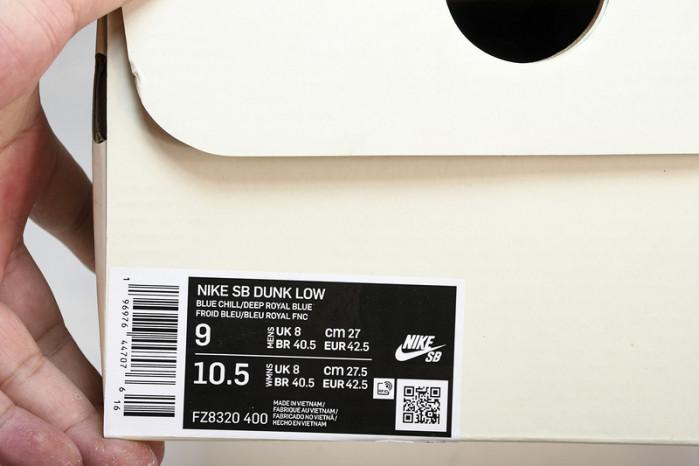 NIKE SB DUNK LOW
BLUE CHILL/DEEP ROYAL BLUE
FROID BLEU/BLEU ROYAL FNC
9 MENS UK 8 cm 27
BR 40.5 EUR 42.5
10.5 WMNS UK 8 cm 27.5
BR 40.5 EUR 42.5
FZ8320 400
MADE IN VIETNAM/
FABRIQUE AU VIETNAM/
FABRICADO NO VIETNÃ/
HECHO EN VIETNAM
NIKE
SB
1 96976 44707 6 16